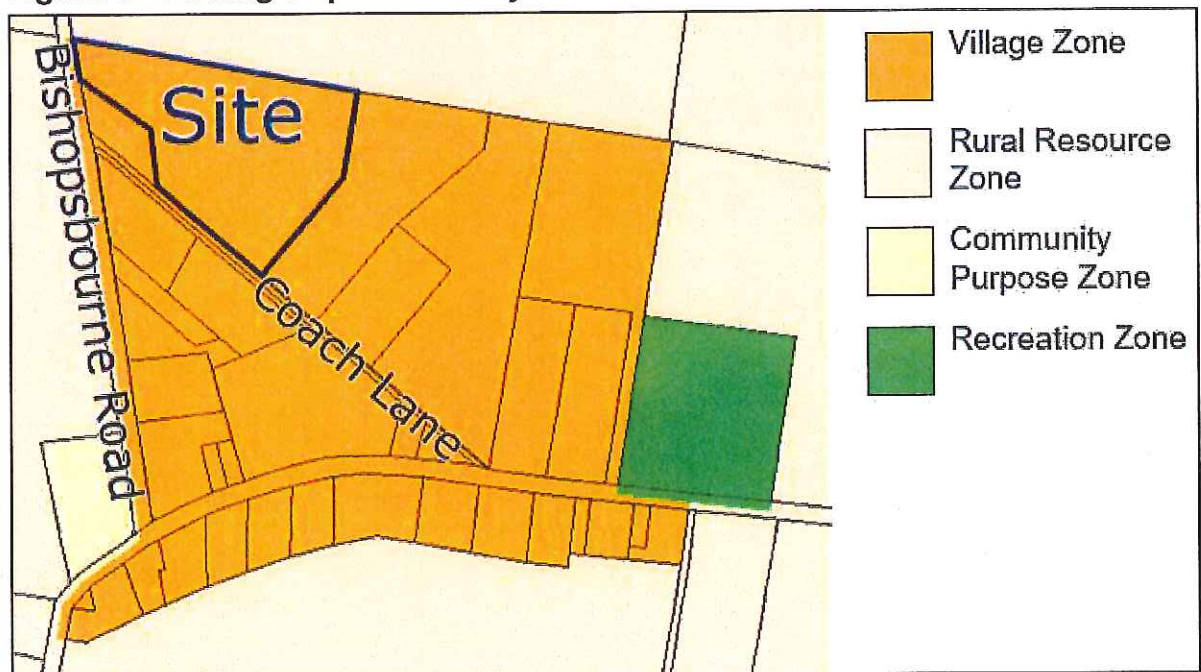 Site
Bishopsbourne Road
Coach Lane
Village Zone
Rural Resource
Zone
Community
Purpose Zone
Recreation Zone